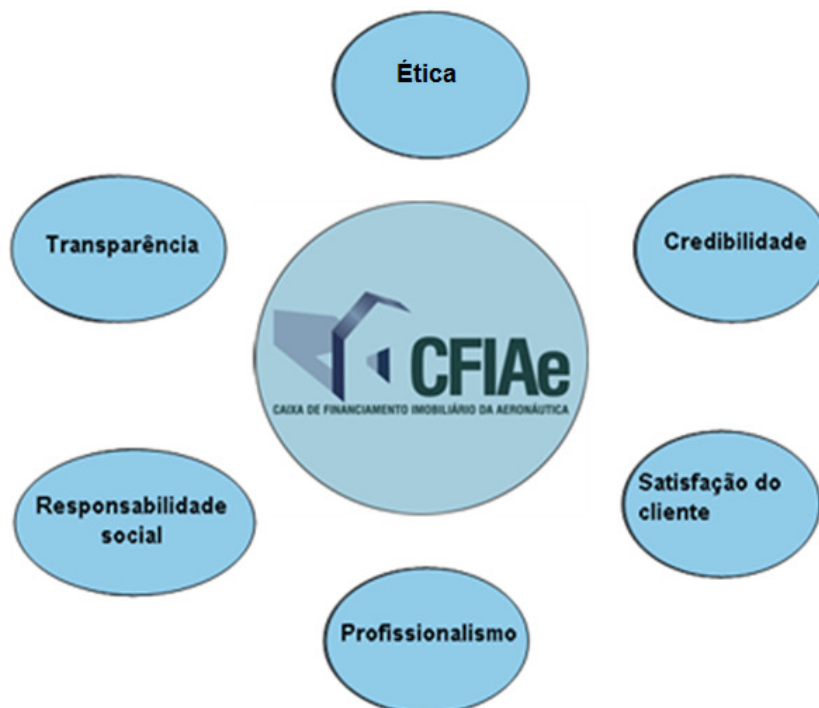 Ética
Transparência
Credibilidade
CFIAe
CAIXA DE FINANCIAMENTO IMOBILIÁRIO DA AERONÁUTICA
Responsabilidade
social
Satisfação do
cliente
Profissionalismo